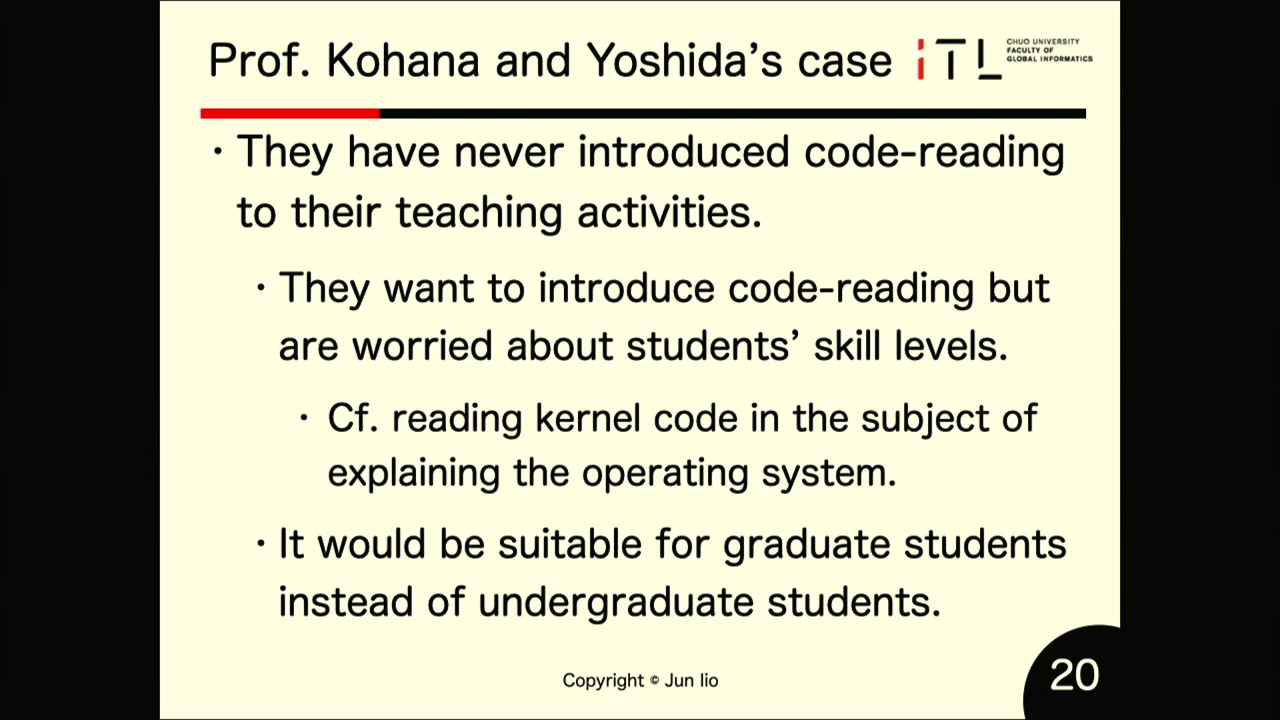 Prof. Kohana and Yoshida's case
iTL
CHUO UNIVERSITY
FACULTY OF
GLOBAL INFORMATICS
・They have never introduced code-reading
to their teaching activities.
・They want to introduce code-reading but
are worried about students' skill levels.
・Cf. reading kernel code in the subject of
explaining the operating system.
・It would be suitable for graduate students
instead of undergraduate students.
Copyright © Jun Iio
20